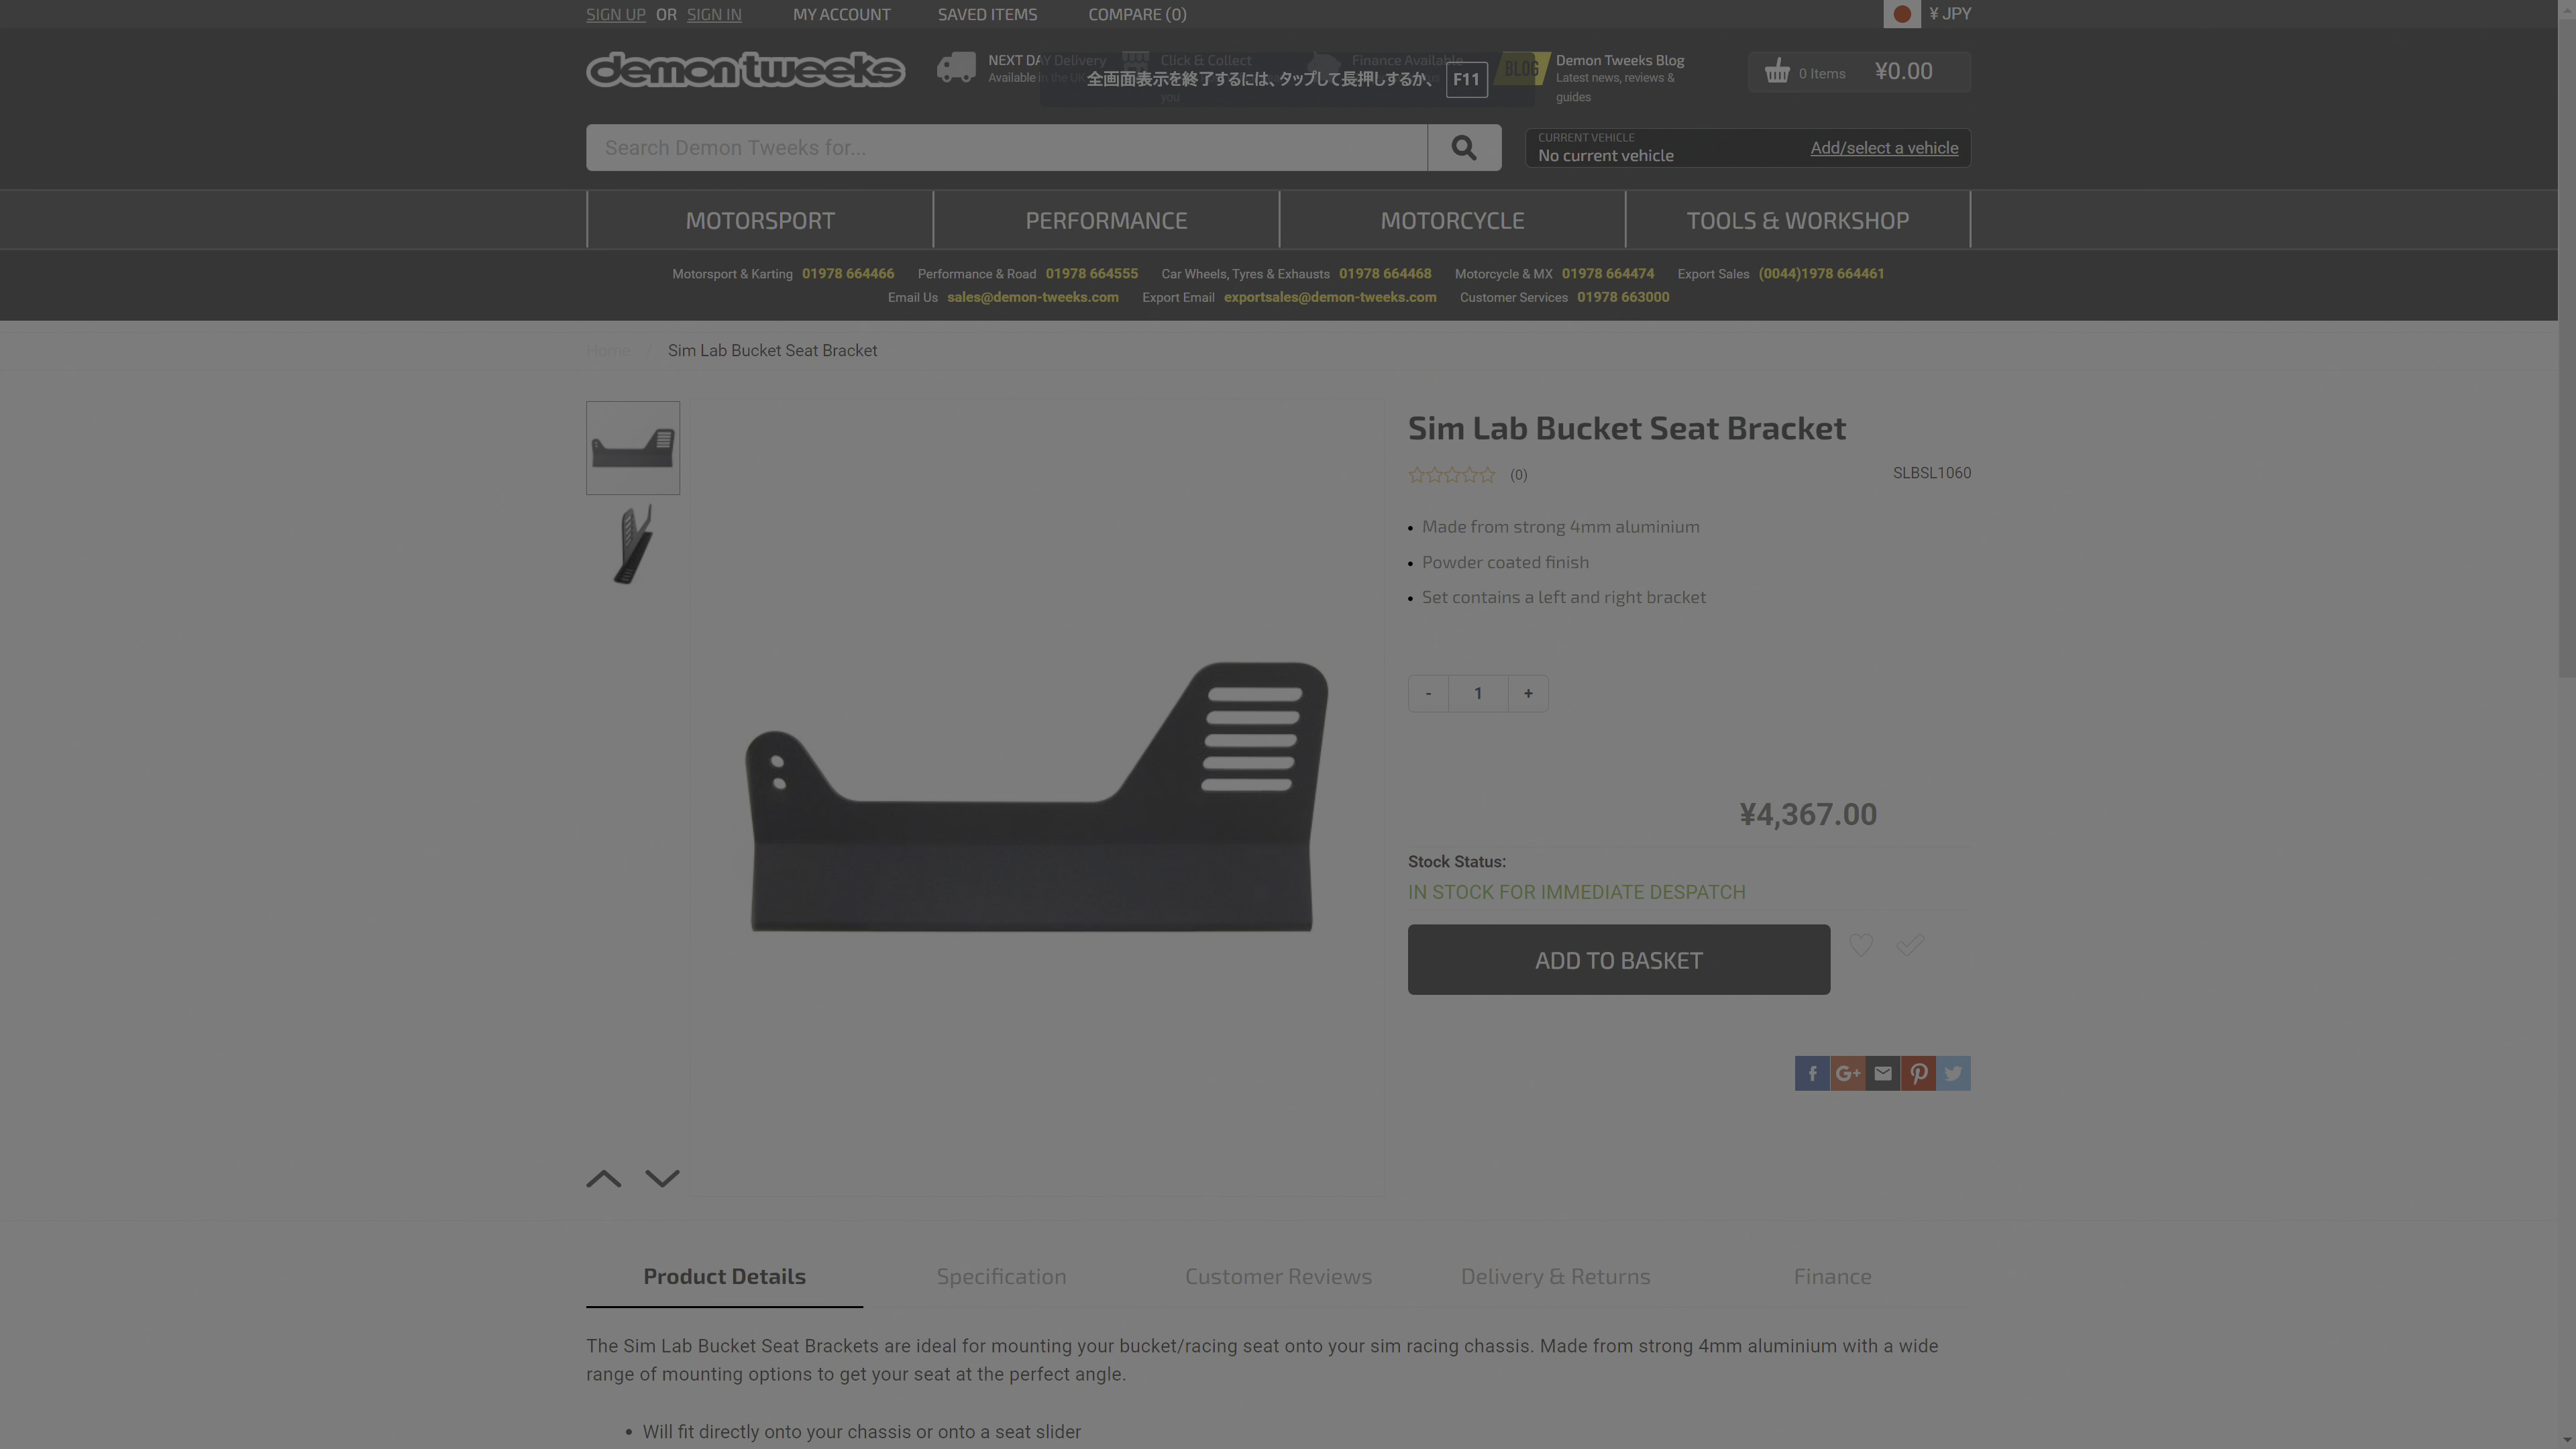 SIGN UP OR SIGN IN MY ACCOUNT SAVED ITEMS COMPARE (0) ¥ JPY
demon tweeks
NEXT DAY Delivery
Available in the UK
Click & Collect
you
Finance Available
全画面表示を終了するには、タップして長押しするか、 F11
BLOG
Demon Tweeks Blog
Latest news, reviews &
guides
0 Items ¥0.00
Search Demon Tweeks for...
CURRENT VEHICLE
No current vehicle
Add/select a vehicle
MOTORSPORT PERFORMANCE MOTORCYCLE TOOLS & WORKSHOP
Motorsport & Karting 01978 664466 Performance & Road 01978 664555 Car Wheels, Tyres & Exhausts 01978 664468 Motorcycle & MX 01978 664474 Export Sales (0044)1978 664461
Email Us sales@demon-tweeks.com Export Email exportsales@demon-tweeks.com Customer Services 01978 663000
Home / Sim Lab Bucket Seat Bracket
Sim Lab Bucket Seat Bracket
(0) SLBSL1060
Made from strong 4mm aluminium
Powder coated finish
Set contains a left and right bracket
- 1 +
¥4,367.00
Stock Status:
IN STOCK FOR IMMEDIATE DESPATCH
ADD TO BASKET
Product Details Specification Customer Reviews Delivery & Returns Finance
The Sim Lab Bucket Seat Brackets are ideal for mounting your bucket/racing seat onto your sim racing chassis. Made from strong 4mm aluminium with a wide
range of mounting options to get your seat at the perfect angle.
• Will fit directly onto your chassis or onto a seat slider